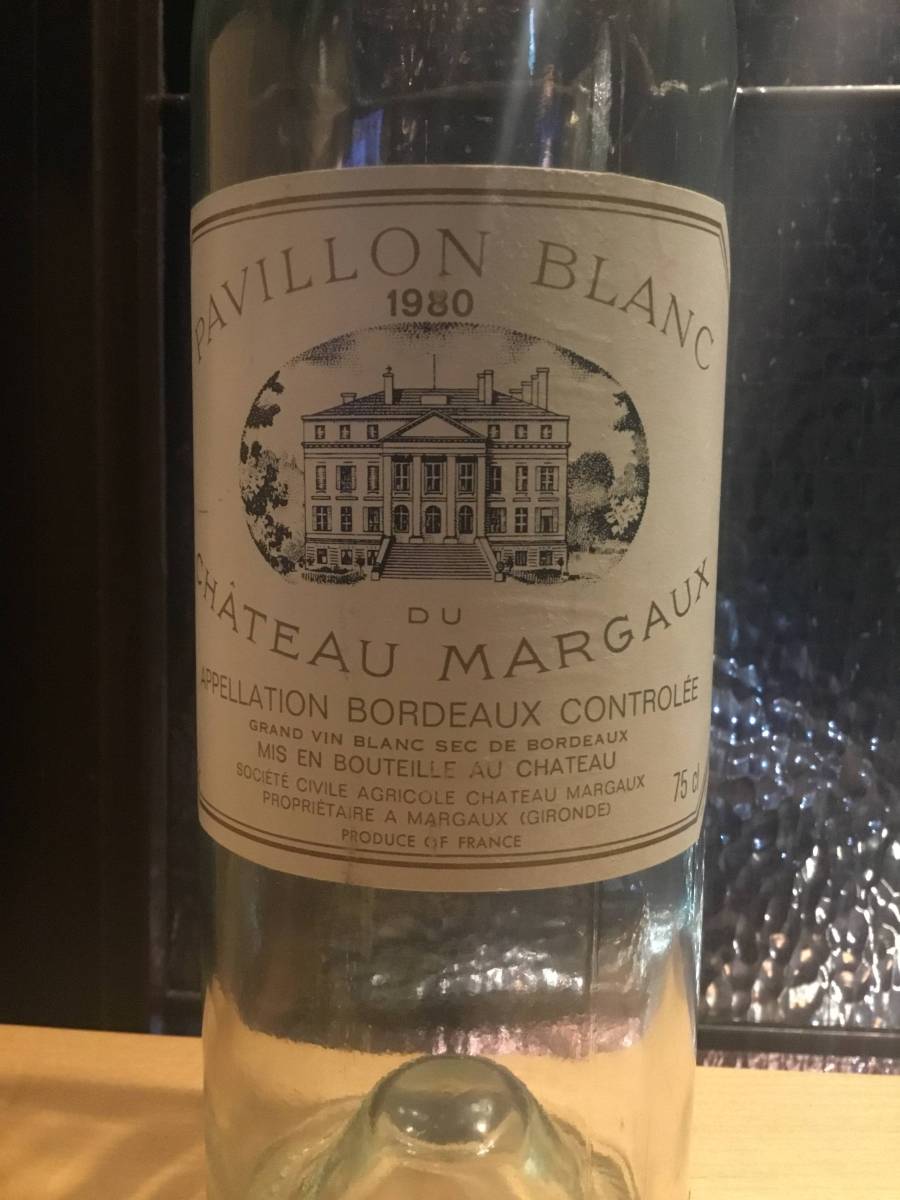 PAVILLON BLANC
1980
DU
CHÂTEAU MARGAUX
APPELLATION BORDEAUX CONTROLÉE
GRAND VIN BLANC SEC DE BORDEAUX
MIS EN BOUTEILLE AU CHATEAU
SOCIÉTÉ CIVILE AGRICOLE CHATEAU MARGAUX
PROPRIÉTAIRE A MARGAUX (GIRONDE)
75 cl
PRODUCE OF FRANCE